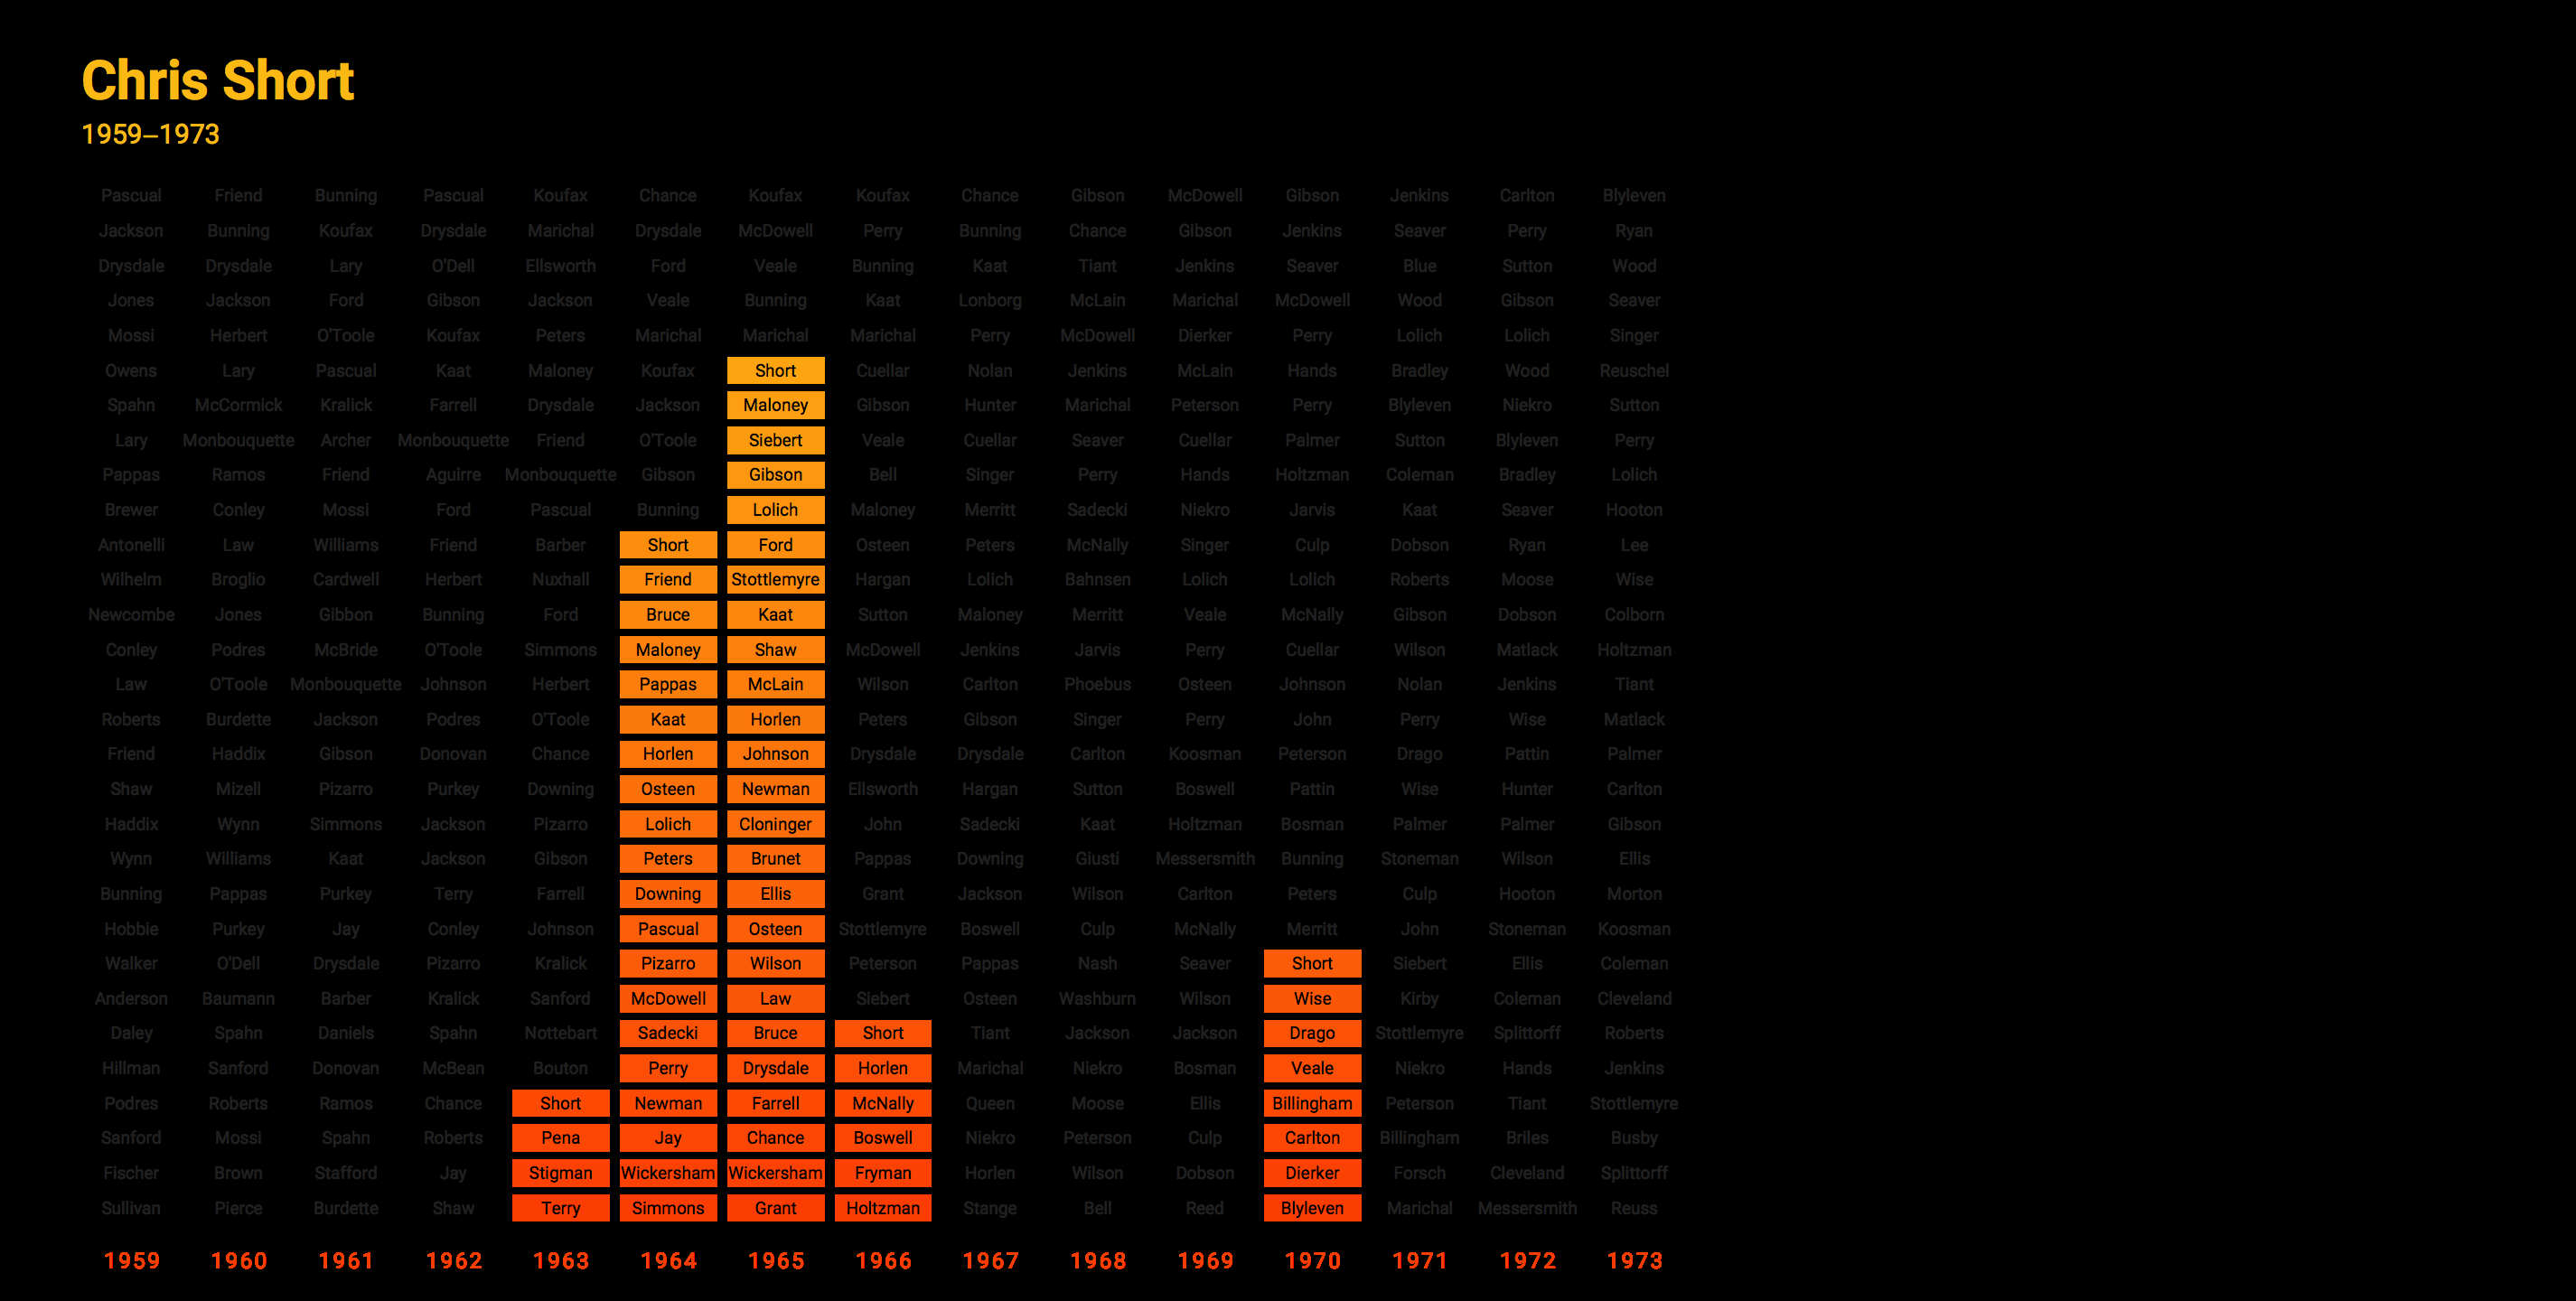 Chris Short
1959–1973
Pascual Friend Bunning Pascual Koufax Chance Koufax Koufax Chance Gibson McDowell Gibson Jenkins Carlton Blyleven
Jackson Bunning Koufax Drysdale Marichal Drysdale McDowell Perry Bunning Chance Gibson Jenkins Seaver Perry Ryan
Drysdale Drysdale Lary O'Dell Ellsworth Ford Veale Bunning Kaat Tiant Jenkins Seaver Blue Sutton Wood
Jones Jackson Ford Gibson Jackson Veale Bunning Kaat Lonborg McLain Marichal McDowell Wood Gibson Seaver
Mossi Herbert O'Toole Koufax Peters Marichal Marichal Marichal Perry McDowell Dierker Perry Lolich Lolich Singer
Owens Lary Pascual Kaat Maloney Koufax Short Cuellar Nolan Jenkins McLain Hands Bradley Wood Reuschel
Spahn McCormick Kralick Farrell Drysdale Jackson Maloney Gibson Hunter Marichal Peterson Perry Blyleven Niekro Sutton
Lary Monbouquette Archer Monbouquette Friend O'Toole Siebert Veale Cuellar Seaver Cuellar Palmer Sutton Blyleven Perry
Pappas Ramos Friend Aguirre Monbouquette Gibson Gibson Bell Singer Perry Hands Holtzman Coleman Bradley Lolich
Brewer Conley Mossi Ford Pascual Bunning Lolich Maloney Merritt Sadecki Niekro Jarvis Kaat Seaver Hooton
Antonelli Law Williams Friend Barber Short Ford Osteen Peters McNally Singer Culp Dobson Ryan Lee
Wilhelm Broglio Cardwell Herbert Nuxhall Friend Stottlemyre Hargan Lolich Bahnsen Lolich Lolich Roberts Moose Wise
Newcombe Jones Gibbon Bunning Ford Bruce Kaat Sutton Maloney Merritt Veale McNally Gibson Dobson Colborn
Conley Podres McBride O'Toole Simmons Maloney Shaw McDowell Jenkins Jarvis Perry Cuellar Wilson Matlack Holtzman
Law O'Toole Monbouquette Johnson Herbert Pappas McLain Wilson Carlton Phoebus Osteen Johnson Nolan Jenkins Tiant
Roberts Burdette Jackson Podres O'Toole Kaat Horlen Peters Gibson Singer Perry John Perry Wise Matlack
Friend Haddix Gibson Donovan Chance Horlen Johnson Drysdale Drysdale Carlton Koosman Peterson Drago Pattin Palmer
Shaw Mizell Pizarro Purkey Downing Osteen Newman Ellsworth Hargan Sutton Boswell Pattin Wise Hunter Carlton
Haddix Wynn Simmons Jackson Pizarro Lolich Cloninger John Sadecki Kaat Holtzman Bosman Palmer Palmer Gibson
Wynn Williams Kaat Jackson Gibson Peters Brunet Pappas Downing Giusti Messersmith Bunning Stoneman Wilson Ellis
Bunning Pappas Purkey Terry Farrell Downing Ellis Grant Jackson Wilson Carlton Peters Culp Hooton Morton
Hobbie Purkey Jay Conley Johnson Pascual Osteen Stottlemyre Boswell Culp McNally Merritt John Stoneman Koosman
Walker O'Dell Drysdale Pizarro Kralick Pizarro Wilson Peterson Pappas Nash Seaver Short Siebert Ellis Coleman
Anderson Baumann Barber Kralick Sanford McDowell Law Siebert Osteen Washburn Wilson Wise Kirby Coleman Cleveland
Daley Spahn Daniels Spahn Nottebart Sadecki Bruce Short Tiant Jackson Jackson Drago Stottlemyre Splittorff Roberts
Hillman Sanford Donovan McBean Bouton Perry Drysdale Horlen Marichal Niekro Bosman Veale Niekro Hands Jenkins
Podres Roberts Ramos Chance Short Newman Farrell McNally Queen Moose Ellis Billingham Peterson Tiant Stottlemyre
Sanford Mossi Spahn Roberts Pena Jay Chance Boswell Niekro Peterson Culp Carlton Billingham Briles Busby
Fischer Brown Stafford Jay Stigman Wickersham Wickersham Fryman Horlen Wilson Dobson Dierker Forsch Cleveland Splittorff
Sullivan Pierce Burdette Shaw Terry Simmons Grant Holtzman Stange Bell Reed Blyleven Marichal Messersmith Reuss
1959 1960 1961 1962 1963 1964 1965 1966 1967 1968 1969 1970 1971 1972 1973